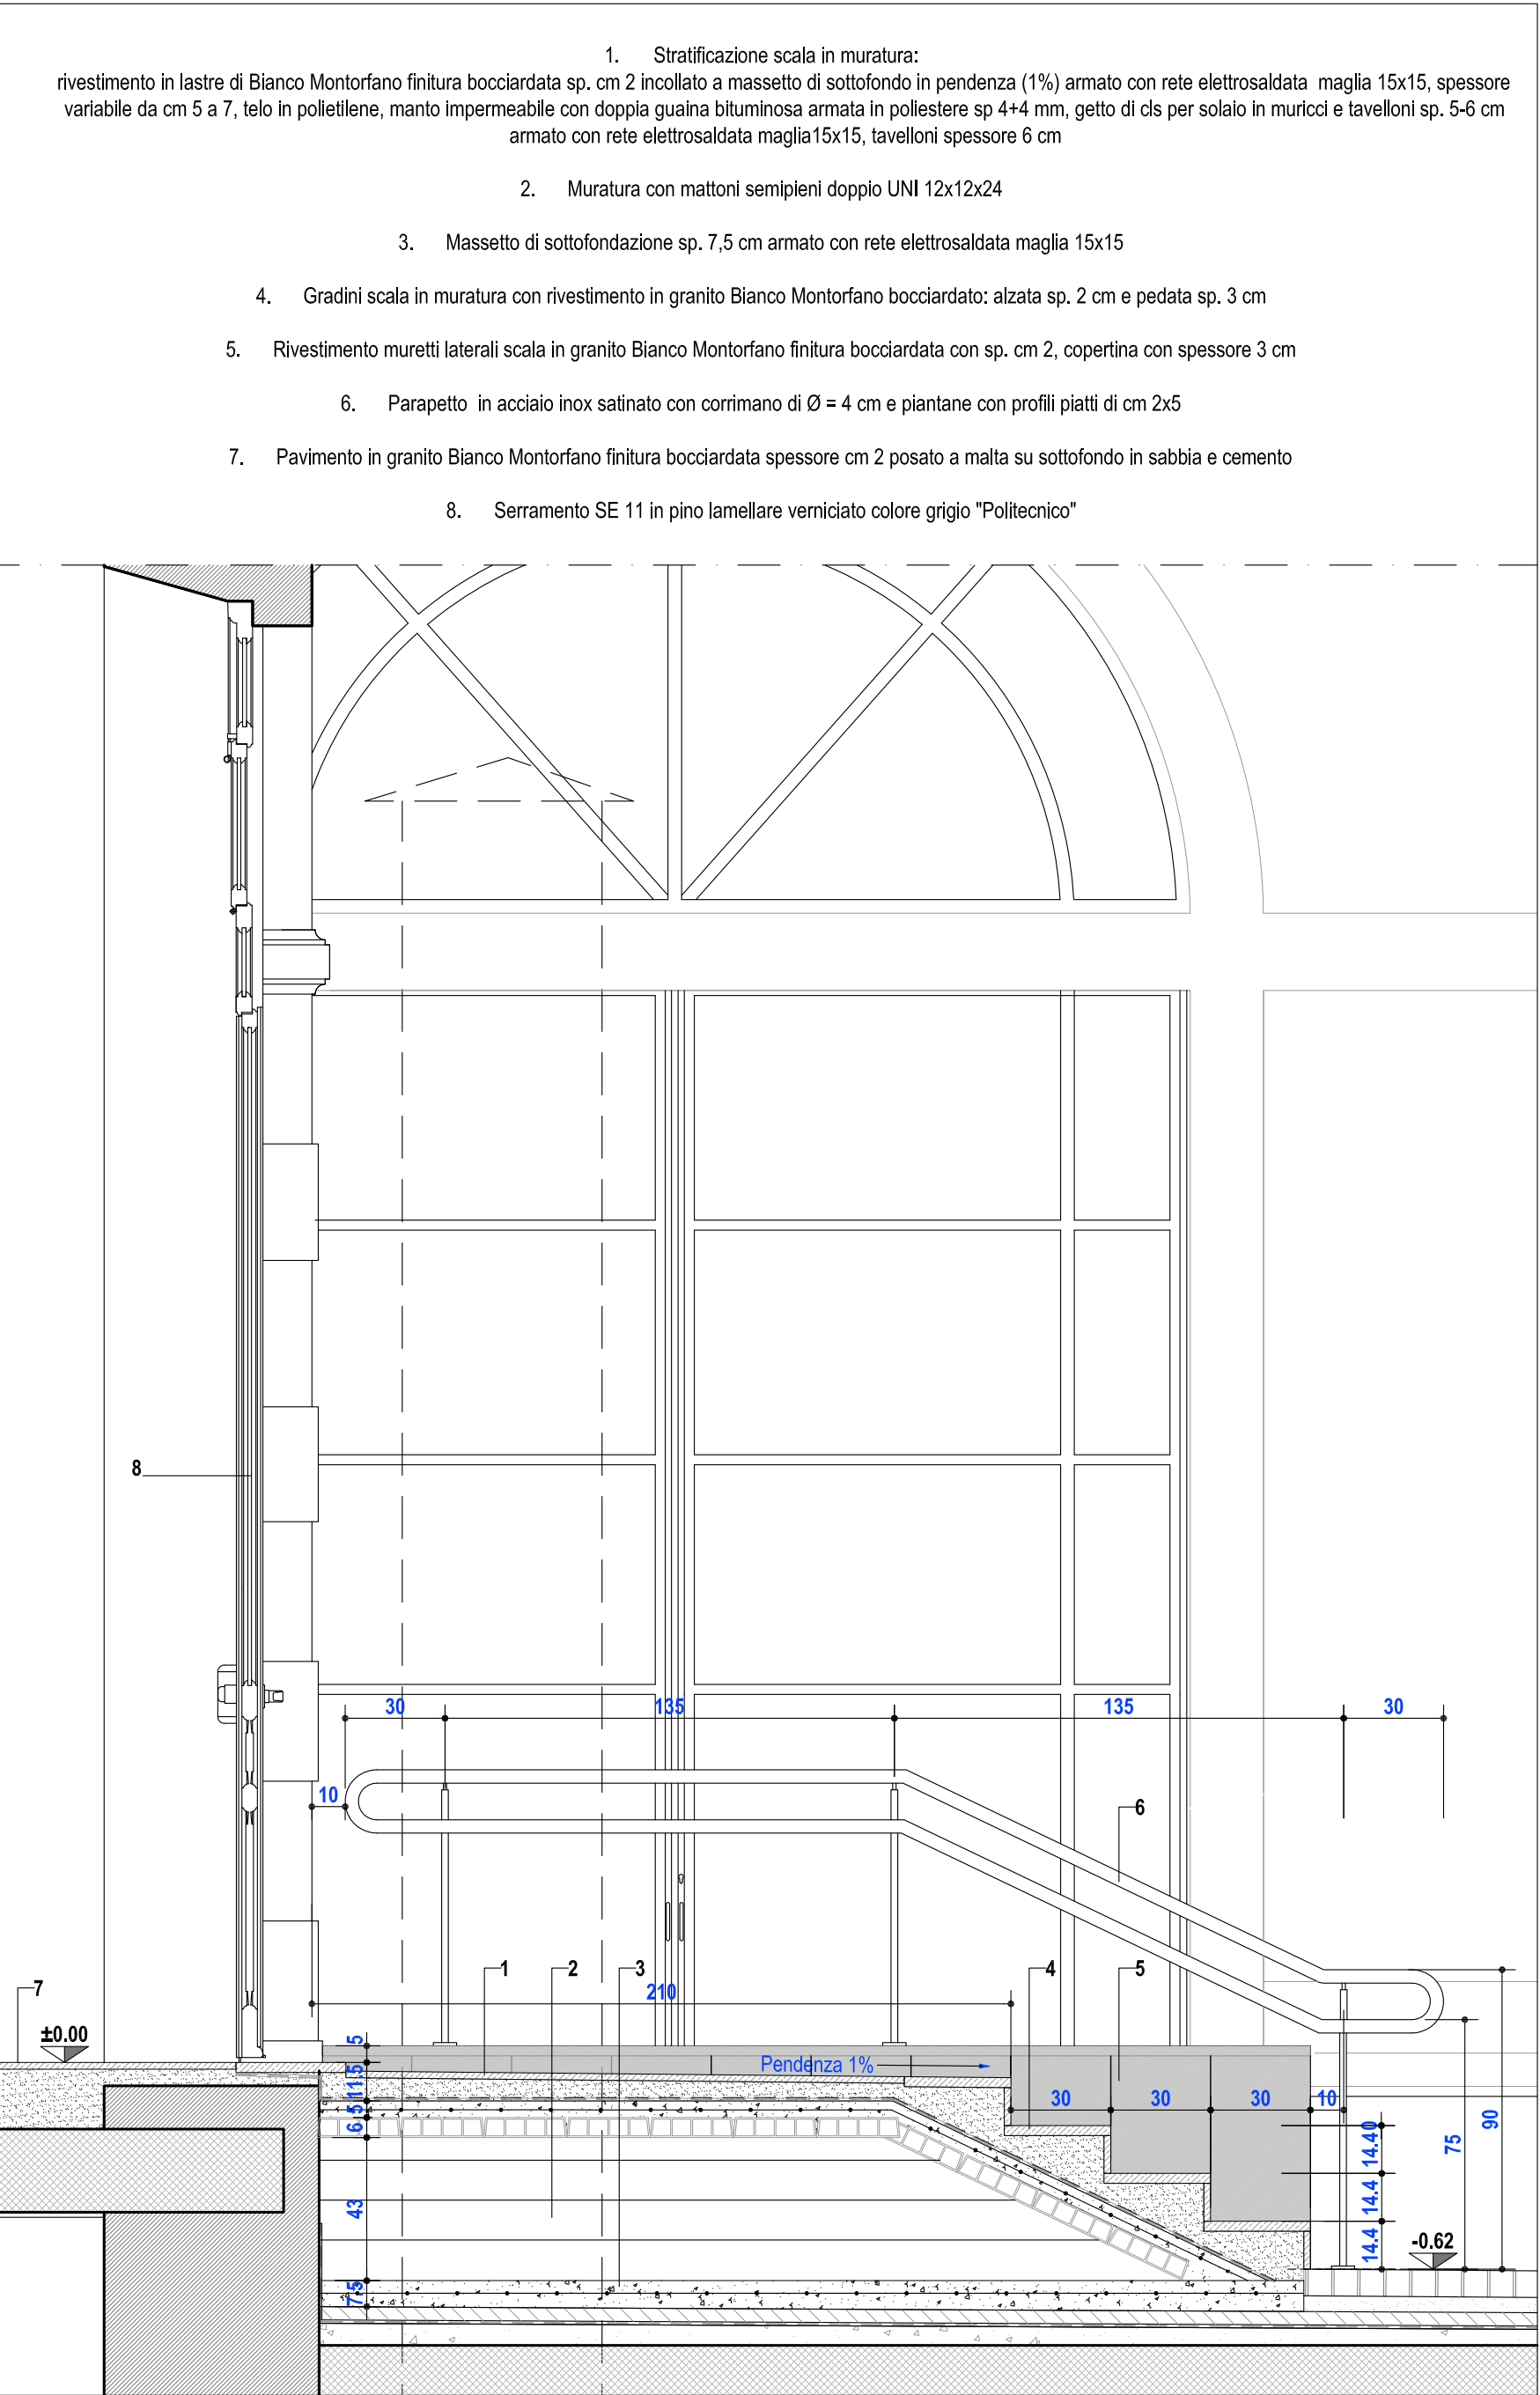 1. Stratificazione scala in muratura:
rivestimento in lastre di Bianco Montorfano finitura bocciardata sp. cm 2 incollato a massetto di sottofondo in pendenza (1%) armato con rete elettrosaldata maglia 15x15, spessore
variabile da cm 5 a 7, telo in polietilene, manto impermeabile con doppia guaina bituminosa armata in poliestere sp 4+4 mm, getto di cls per solaio in muricci e tavelloni sp. 5-6 cm
armato con rete elettrosaldata maglia15x15, tavelloni spessore 6 cm
2. Muratura con mattoni semipieni doppio UNI 12x12x24
3. Massetto di sottofondazione sp. 7,5 cm armato con rete elettrosaldata maglia 15x15
4. Gradini scala in muratura con rivestimento in granito Bianco Montorfano bocciardato: alzata sp. 2 cm e pedata sp. 3 cm
5. Rivestimento muretti laterali scala in granito Bianco Montorfano finitura bocciardata con sp. cm 2, copertina con spessore 3 cm
6. Parapetto in acciaio inox satinato con corrimano di Ø = 4 cm e piantane con profili piatti di cm 2x5
7. Pavimento in granito Bianco Montorfano finitura bocciardata spessore cm 2 posato a malta su sottofondo in sabbia e cemento
8. Serramento SE 11 in pino lamellare verniciato colore grigio "Politecnico"
8
30 135 135 30
10
6
1 2 3 4 5
7
210
±0.00
5
Pendenza 1%
11.5
30 30 30 10
5
6
14.40
90
75
14.4
43
14.4
-0.62
7.5